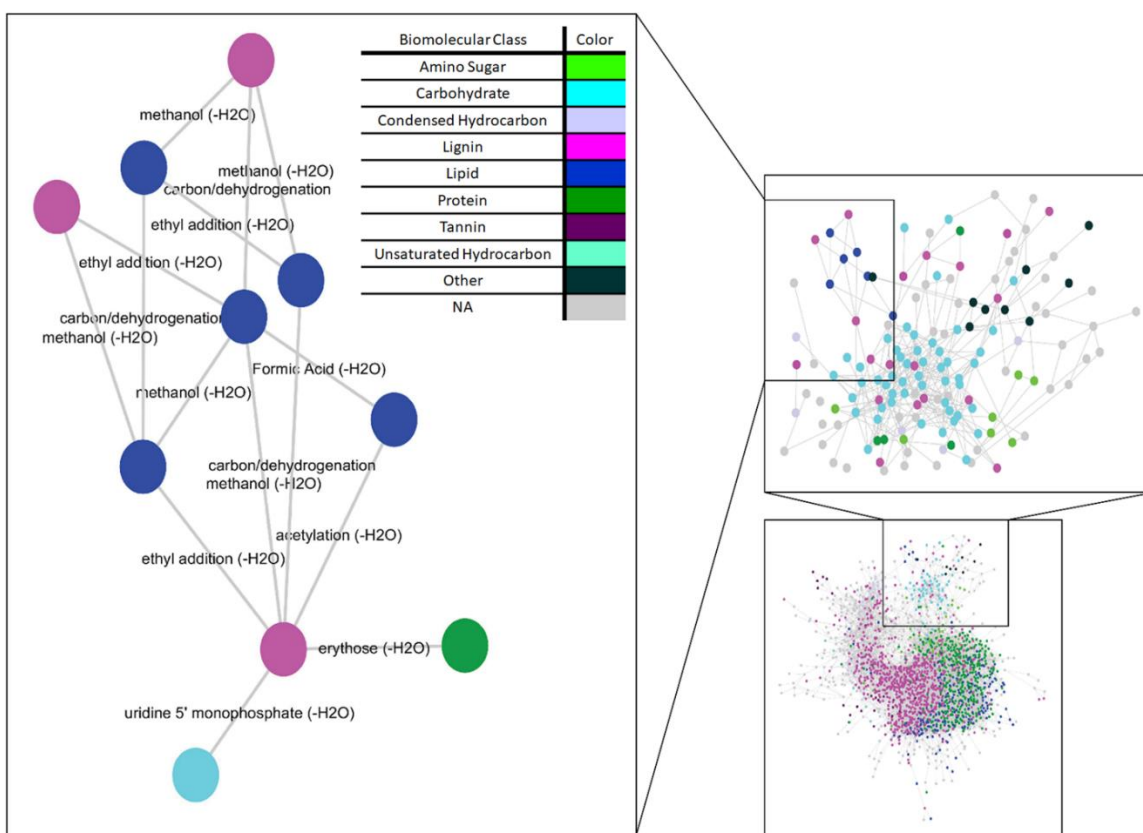 Biomolecular Class Color
Amino Sugar
Carbohydrate
Condensed Hydrocarbon
Lignin
Lipid
Protein
Tannin
Unsaturated Hydrocarbon
Other
NA
methanol (-H2O)
methanol (-H2O)
carbon/dehydrogenation
ethyl addition (-H2O)
ethyl addtion (-H2O)
carbon/dehydrogenation
methanol (-H2O)
Formic Acid (-H2O)
methanol (-H2O)
carbon/dehydrogenation
methanol (-H2O)
acetylation (-H2O)
ethyl addition (-H2O)
erythose (-H2O)
uridine 5' monophosphate (-H2O)